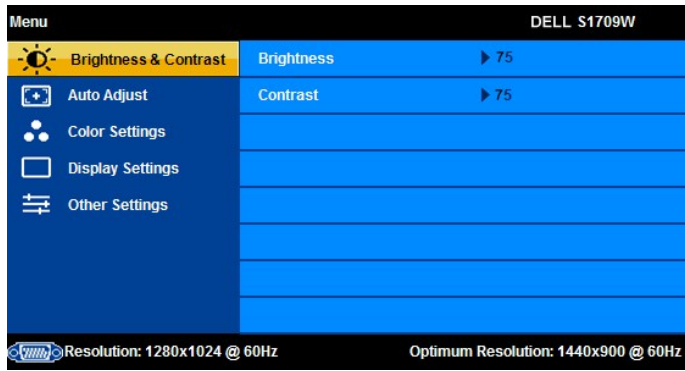 Menu DELL S1709W
Brightness & Contrast Brightness 75
Auto Adjust Contrast 75
Color Settings
Display Settings
Other Settings
Resolution: 1280x1024 @ 60Hz Optimum Resolution: 1440x900 @ 60Hz